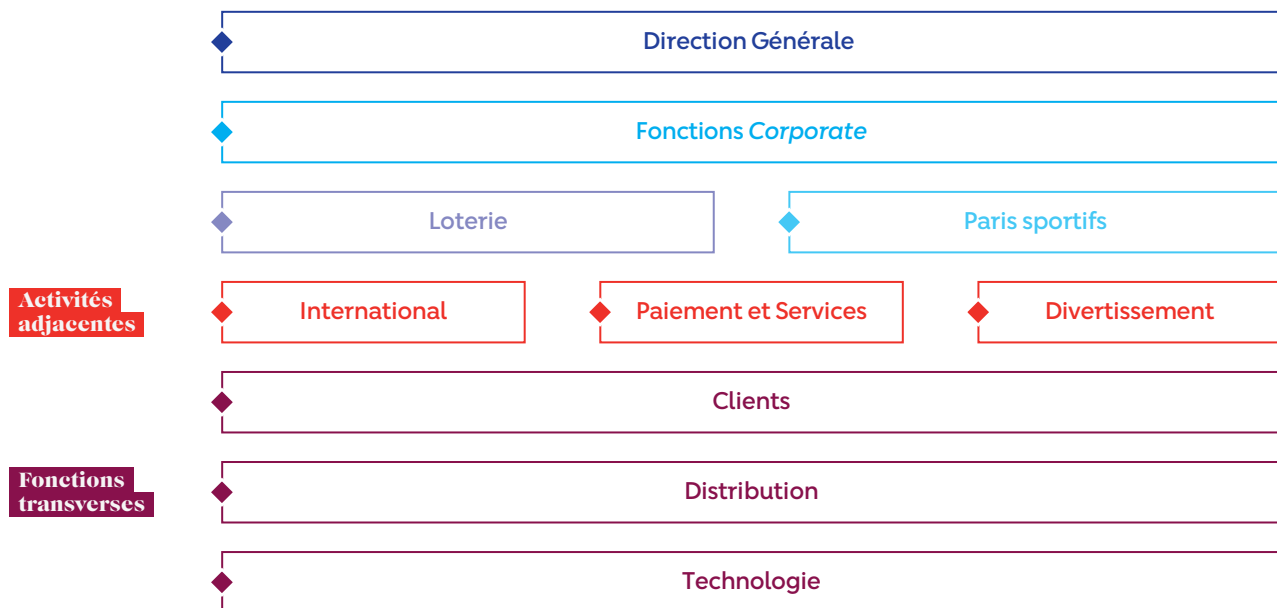 Direction Générale
Fonctions Corporate
Loterie
Paris sportifs
Activités
adjacentes
International
Paiement et Services
Divertissement
Clients
Fonctions
transverses
Distribution
Technologie